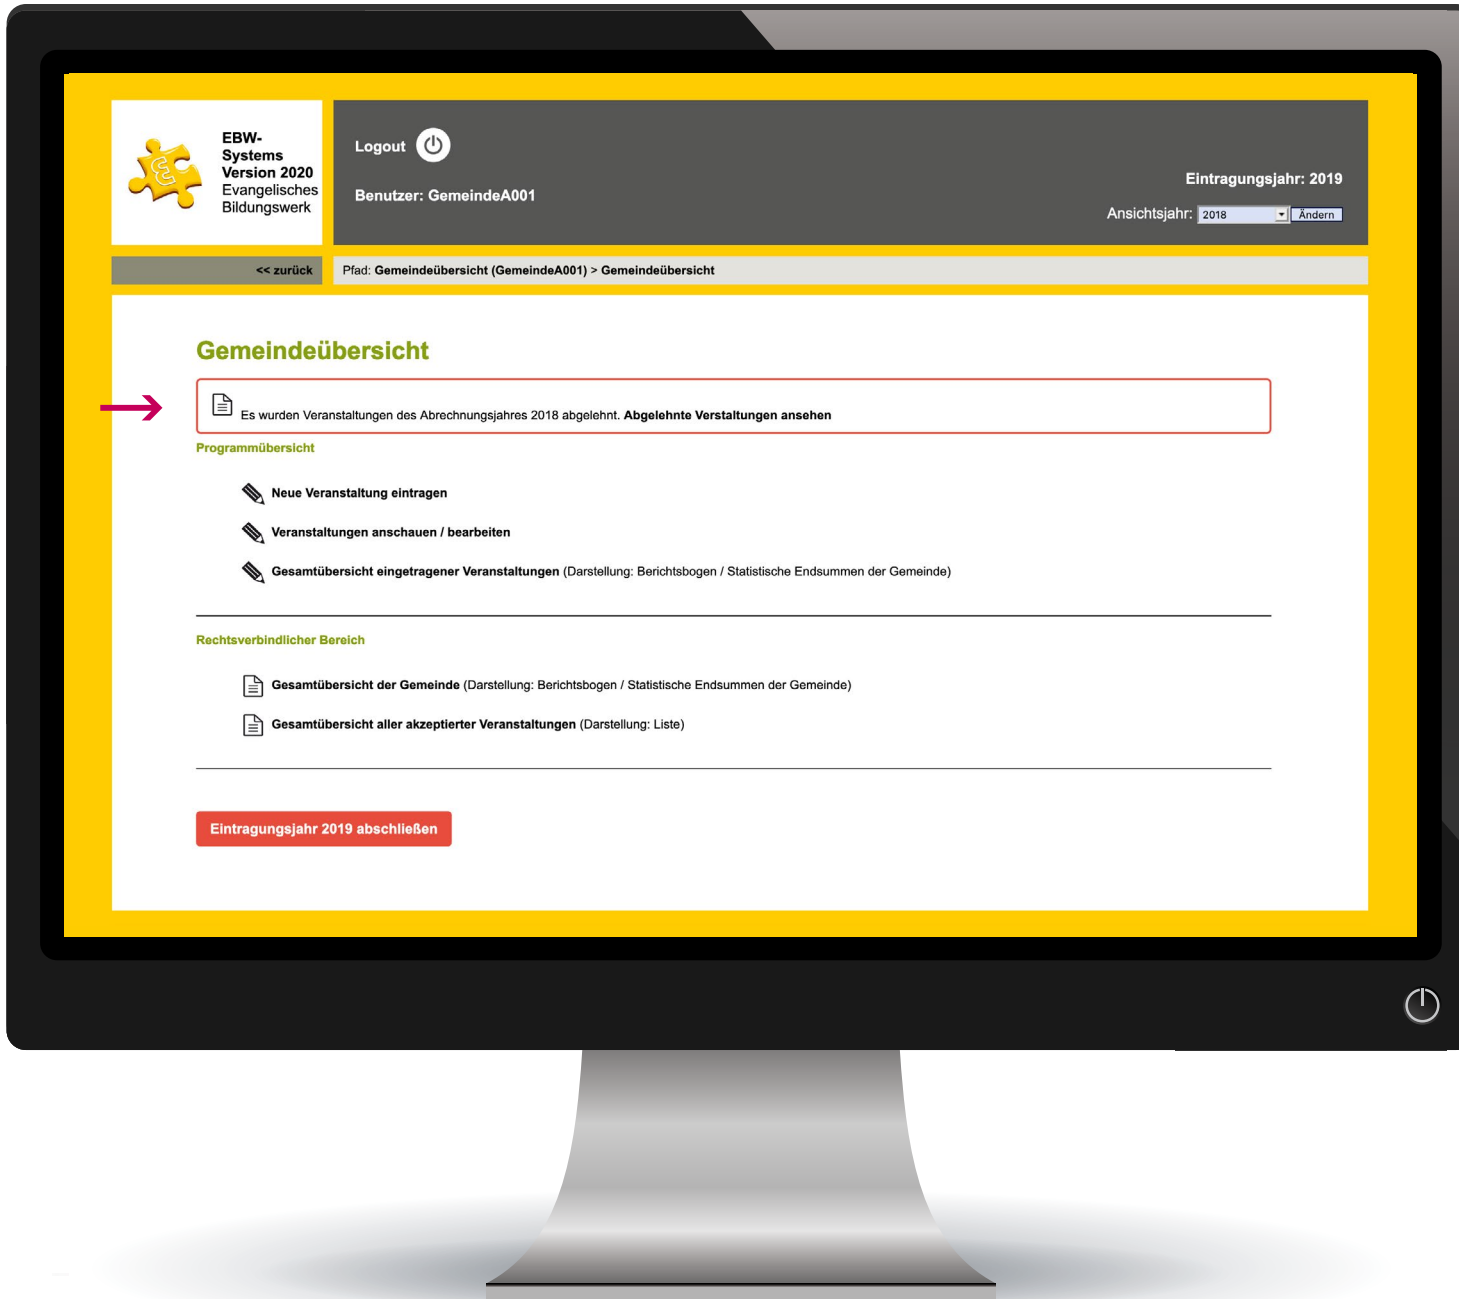 EBW-
Systems
Version 2020
Evangelisches
Bildungswerk
Logout
Benutzer: GemeindeA001
Eintragungsjahr: 2019
Ansichtsjahr: 2018 Ändern
<< zurück
Pfad: Gemeindeübersicht (GemeindeA001) > Gemeindeübersicht
Gemeindeübersicht
Es wurden Veranstaltungen des Abrechnungsjahres 2018 abgelehnt. Abgelehnte Verstaltungen ansehen
Programmübersicht
Neue Veranstaltung eintragen
Veranstaltungen anschauen / bearbeiten
Gesamtübersicht eingetragener Veranstaltungen (Darstellung: Berichtsbogen / Statistische Endsummen der Gemeinde)
Rechtsverbindlicher Bereich
Gesamtübersicht der Gemeinde (Darstellung: Berichtsbogen / Statistische Endsummen der Gemeinde)
Gesamtübersicht aller akzeptierter Veranstaltungen (Darstellung: Liste)
Eintragungsjahr 2019 abschließen